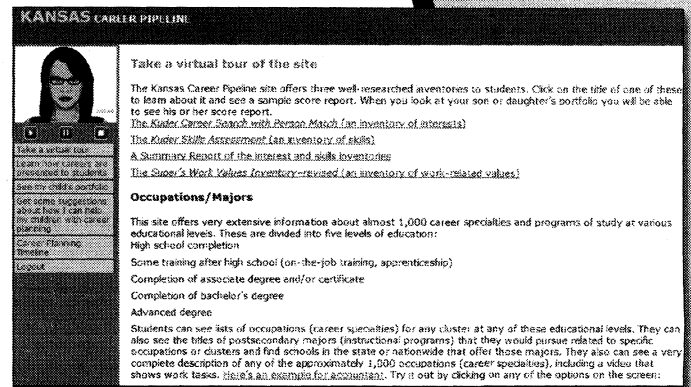 KANSAS CAREER PIPELINE
Take a virtual tour of the site
The Kansas Career Pipeline site offers three well-researched inventories to students. Click on the title of one of these
to learn about it and see a sample score report. When you look at your son or daughter's portfolio you will be able
to see his or her score report.
The Kuder Career Search with Person Match (an inventory of interests)
The Kuder Skills Assessment (an inventory of skills)
A Summary Report of the interest and skills inventories
The Super's Work Values Inventory-revised (an inventory of work-related values)
Take a virtual tour
Learn how careers are
presented to students
See my child's portfolio
Get some suggestions
about how I can help
my children with career
planning
Career Planning
Timeline
Logout
Occupations/Majors
This site offers very extensive information about almost 1,000 career specialties and programs of study at various
educational levels. These are divided into five levels of education:
High school completion
Some training after high school (on-the-job training, apprenticeship)
Completion of associate degree and/or certificate
Completion of bachelor's degree
Advanced degree
Students can see lists of occupations (career specialties) for any cluster at any of these educational levels. They can
also see the titles of postsecondary majors (instructional programs) that they would pursue related to specific
occupations or clusters and find schools in the state or nationwide that offer those majors. They also can see a very
complete description of any of the approximately 1,000 occupations (career specialties), including a video that
shows work tasks. Here's an example for accountant. Try it out by clicking on any of the options on the screen: